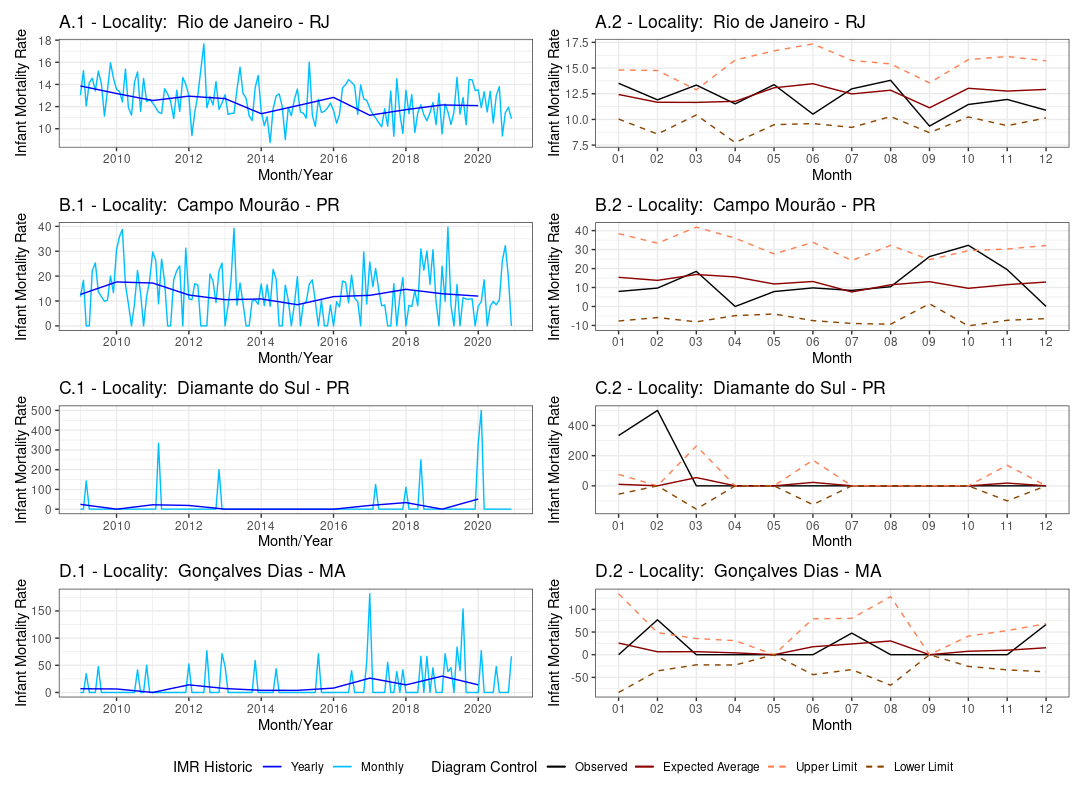 A.1 - Locality: Rio de Janeiro - RJ
Infant Mortality Rate
18
16
14
12
10
2010 2012 2014 2016 2018 2020
Month/Year
A.2 - Locality: Rio de Janeiro - RJ
Infant Mortality Rate
17.5
15.0
12.5
10.0
7.5
01 02 03 04 05 06 07 08 09 10 11 12
Month
B.1 - Locality: Campo Mourão - PR
Infant Mortality Rate
40
30
20
10
0
2010 2012 2014 2016 2018 2020
Month/Year
B.2 - Locality: Campo Mourão - PR
Infant Mortality Rate
40
30
20
10
0
-10
01 02 03 04 05 06 07 08 09 10 11 12
Month
C.1 - Locality: Diamante do Sul - PR
Infant Mortality Rate
500
400
300
200
100
0
2010 2012 2014 2016 2018 2020
Month/Year
C.2 - Locality: Diamante do Sul - PR
Infant Mortality Rate
400
200
0
01 02 03 04 05 06 07 08 09 10 11 12
Month
D.1 - Locality: Gonçalves Dias - MA
Infant Mortality Rate
150
100
50
0
2010 2012 2014 2016 2018 2020
Month/Year
D.2 - Locality: Gonçalves Dias - MA
Infant Mortality Rate
100
50
0
-50
01 02 03 04 05 06 07 08 09 10 11 12
Month
IMR Historic Yearly Monthly Diagram Control Observed Expected Average Upper Limit Lower Limit